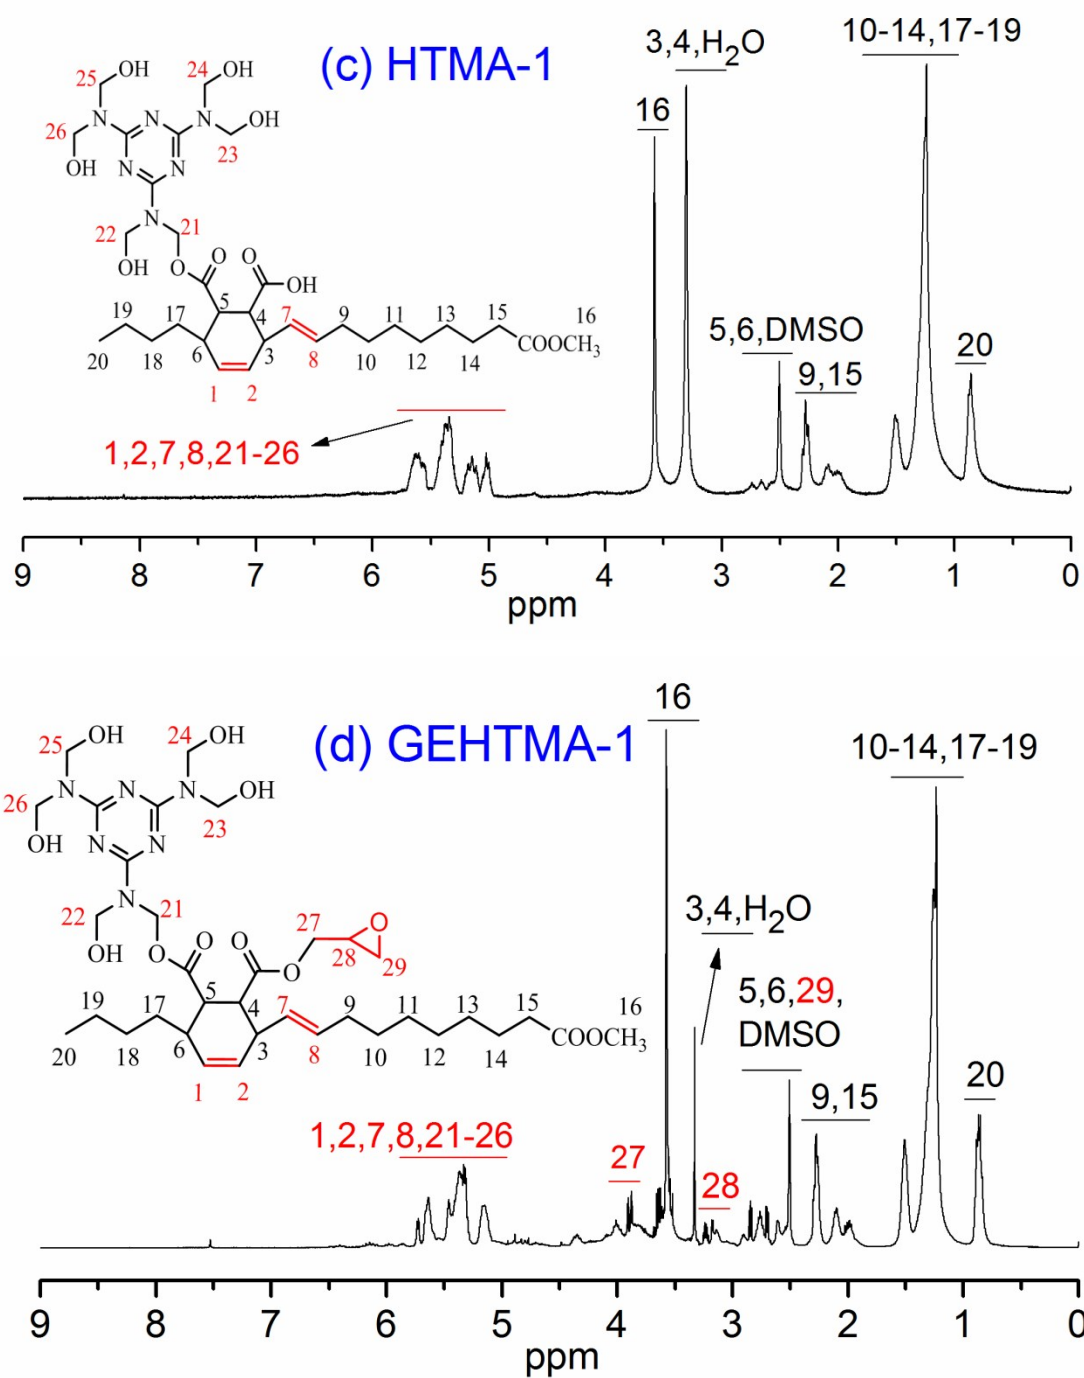 (c) HTMA-1
3,4,H2O
10-14,17-19
16
25
OH
24
OH
N
N
N
OH
26
OH
23
N
N
N
21
22
OH
O
O
O
OH
5
4
19
17
7
9
11
13
15
16
20
18
6
3
8
10
12
14
COOCH3
1
2
5,6,DMSO
9,15
20
1,2,7,8,21-26
9 8 7 6 5 4 3 2 1 0
ppm
(d) GEHTMA-1
16
10-14,17-19
25
OH
24
OH
N
N
N
OH
26
OH
23
N
N
N
21
22
OH
O
O
O
O
27
O
28
29
3,4,H2O
5,6,29,
DMSO
5
4
19
17
7
9
11
13
15
16
20
18
6
3
8
10
12
14
COOCH3
1
2
9,15
20
1,2,7,8,21-26
27
28
9 8 7 6 5 4 3 2 1 0
ppm